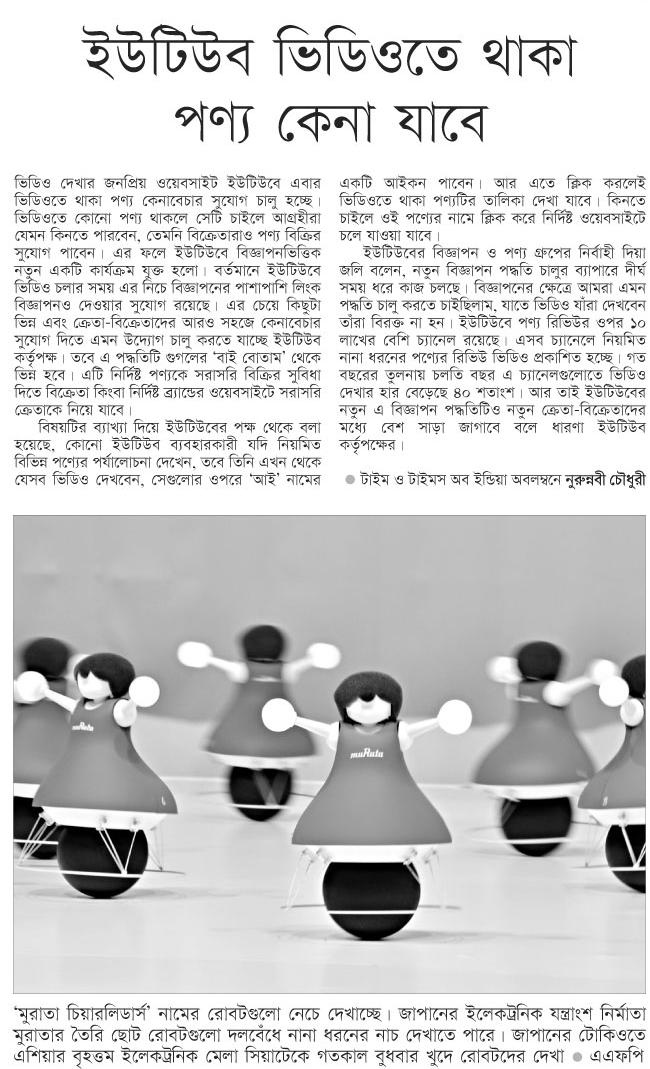 ইউটিউব ভিডিওতে থাকা
পণ্য কেনা যাবে
ভিডিও দেখার জনপ্রিয় ওয়েবসাইট ইউটিউবে এবার
ভিডিওতে থাকা পণ্য কেনাবেচার সুযোগ চালু হচ্ছে।
ভিডিওতে কোনো পণ্য থাকলে সেটি চাইলে আগ্রহীরা
যেমন কিনতে পারবেন, তেমনি বিক্রেতারাও পণ্য বিক্রির
সুযোগ পাবেন। এর ফলে ইউটিউবে বিজ্ঞাপনভিত্তিক
নতুন একটি কার্যক্রম যুক্ত হলো। বর্তমানে ইউটিউবে
ভিডিও চলার সময় এর নিচে বিজ্ঞাপনের পাশাপাশি লিংক
বিজ্ঞাপনও দেওয়ার সুযোগ রয়েছে। এর চেয়ে কিছুটা
ভিন্ন এবং ক্রেতা-বিক্রেতাদের আরও সহজে কেনাবেচার
সুযোগ দিতে এমন উদ্যোগ চালু করতে যাচ্ছে ইউটিউব
কর্তৃপক্ষ। তবে এ পদ্ধতিটি গুগলের ‘বাই বোতাম’ থেকে
ভিন্ন হবে। এটি নির্দিষ্ট পণ্যকে সরাসরি বিক্রির সুবিধা
দিতে বিক্রেতা কিংবা নির্দিষ্ট ব্র্যান্ডের ওয়েবসাইটে সরাসরি
ক্রেতাকে নিয়ে যাবে।
বিষয়টির ব্যাখ্যা দিয়ে ইউটিউবের পক্ষ থেকে বলা
হয়েছে, কোনো ইউটিউব ব্যবহারকারী যদি নিয়মিত
বিভিন্ন পণ্যের পর্যালোচনা দেখেন, তবে তিনি এখন থেকে
যেসব ভিডিও দেখবেন, সেগুলোর ওপরে ‘আই’ নামের
একটি আইকন পাবেন। আর এতে ক্লিক করলেই
ভিডিওতে থাকা পণ্যটির তালিকা দেখা যাবে। কিনতে
চাইলে ওই পণ্যের নামে ক্লিক করে নির্দিষ্ট ওয়েবসাইটে
চলে যাওয়া যাবে।
ইউটিউবের বিজ্ঞাপন ও পণ্য গ্রুপের নির্বাহী দিয়া
জলি বলেন, নতুন বিজ্ঞাপন পদ্ধতি চালুর ব্যাপারে দীর্ঘ
সময় ধরে কাজ চলছে। বিজ্ঞাপনের ক্ষেত্রে আমরা এমন
পদ্ধতি চালু করতে চাইছিলাম, যাতে ভিডিও যাঁরা দেখবেন
তাঁরা বিরক্ত না হন। ইউটিউবে পণ্য রিভিউর ওপর ১০
লাখের বেশি চ্যানেল রয়েছে। এসব চ্যানেলে নিয়মিত
নানা ধরনের পণ্যের রিভিউ ভিডিও প্রকাশিত হচ্ছে। গত
বছরের তুলনায় চলতি বছর এ চ্যানেলগুলোতে ভিডিও
দেখার হার বেড়েছে ৪০ শতাংশ। আর তাই ইউটিউবের
নতুন এ বিজ্ঞাপন পদ্ধতিটিও নতুন ক্রেতা-বিক্রেতাদের
মধ্যে বেশ সাড়া জাগাবে বলে ধারণা ইউটিউব
কর্তৃপক্ষের।
● টাইম ও টাইমস অব ইন্ডিয়া অবলম্বনে নুরুন্নবী চৌধুরী
muRata
muRata
‘মুরাতা চিয়ারলিডার্স’ নামের রোবটগুলো নেচে দেখাচ্ছে। জাপানের ইলেকট্রনিক যন্ত্রাংশ নির্মাতা
মুরাতার তৈরি ছোট রোবটগুলো দলবেঁধে নানা ধরনের নাচ দেখাতে পারে। জাপানের টোকিওতে
এশিয়ার বৃহত্তম ইলেকট্রনিক মেলা সিয়াটেকে গতকাল বুধবার খুদে রোবটদের দেখা ● এএফপি